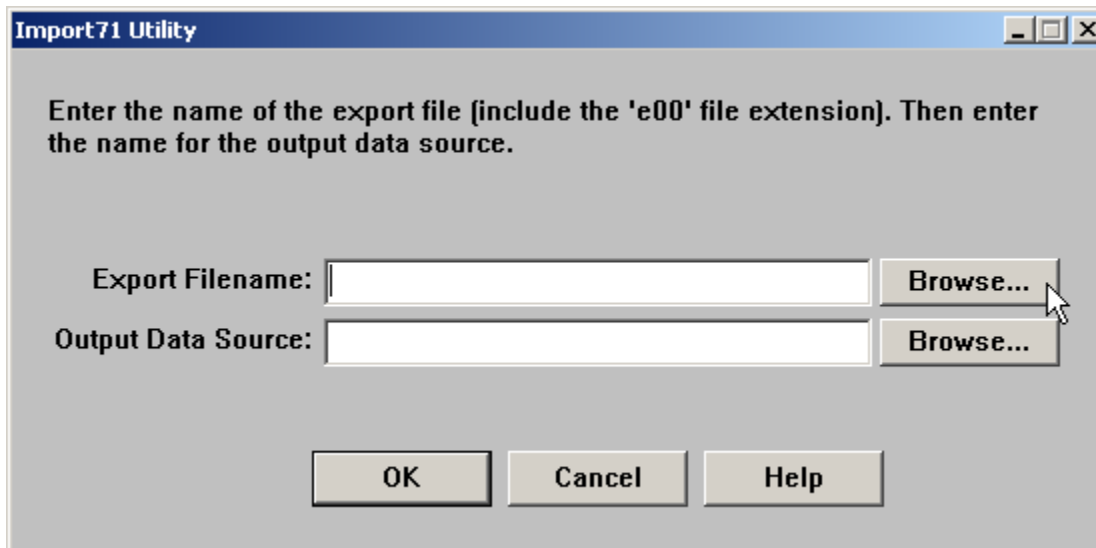 Import71 Utility
Enter the name of the export file (include the 'e00' file extension). Then enter
the name for the output data source.
Export Filename: Browse...
Output Data Source: Browse...
OK Cancel Help